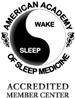 AMERICAN ACADEMY
WAKE
SLEEP
OF SLEEP MEDICINE
ACCREDITED
MEMBER CENTER